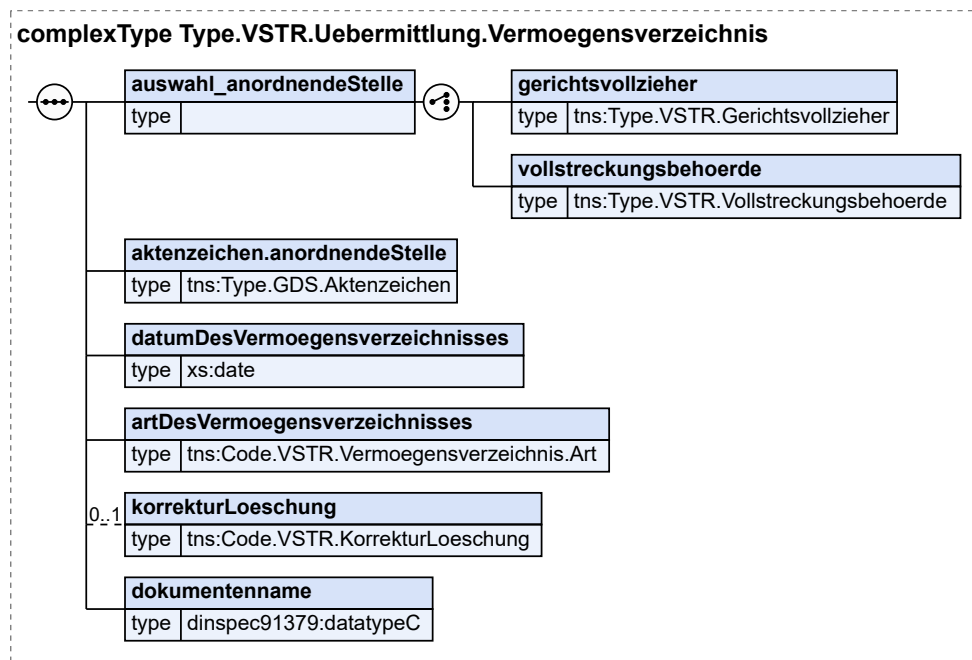 complexType Type.VSTR.Uebermittlung.Vermoegensverzeichnis
auswahl_anordnendeStelle
type
gerichtsvollzieher
type tns:Type.VSTR.Gerichtsvollzieher
vollstreckungsbehoerde
type tns:Type.VSTR.Vollstreckungsbehoerde
aktenzeichen.anordnendeStelle
type tns:Type.GDS.Aktenzeichen
datumDesVermoegensverzeichnisses
type xs:date
artDesVermoegensverzeichnisses
type tns:Code.VSTR.Vermoegensverzeichnis.Art
0..1
korrekturLoeschung
type tns:Code.VSTR.KorrekturLoeschung
dokumentenname
type dinspec91379:datatypeC